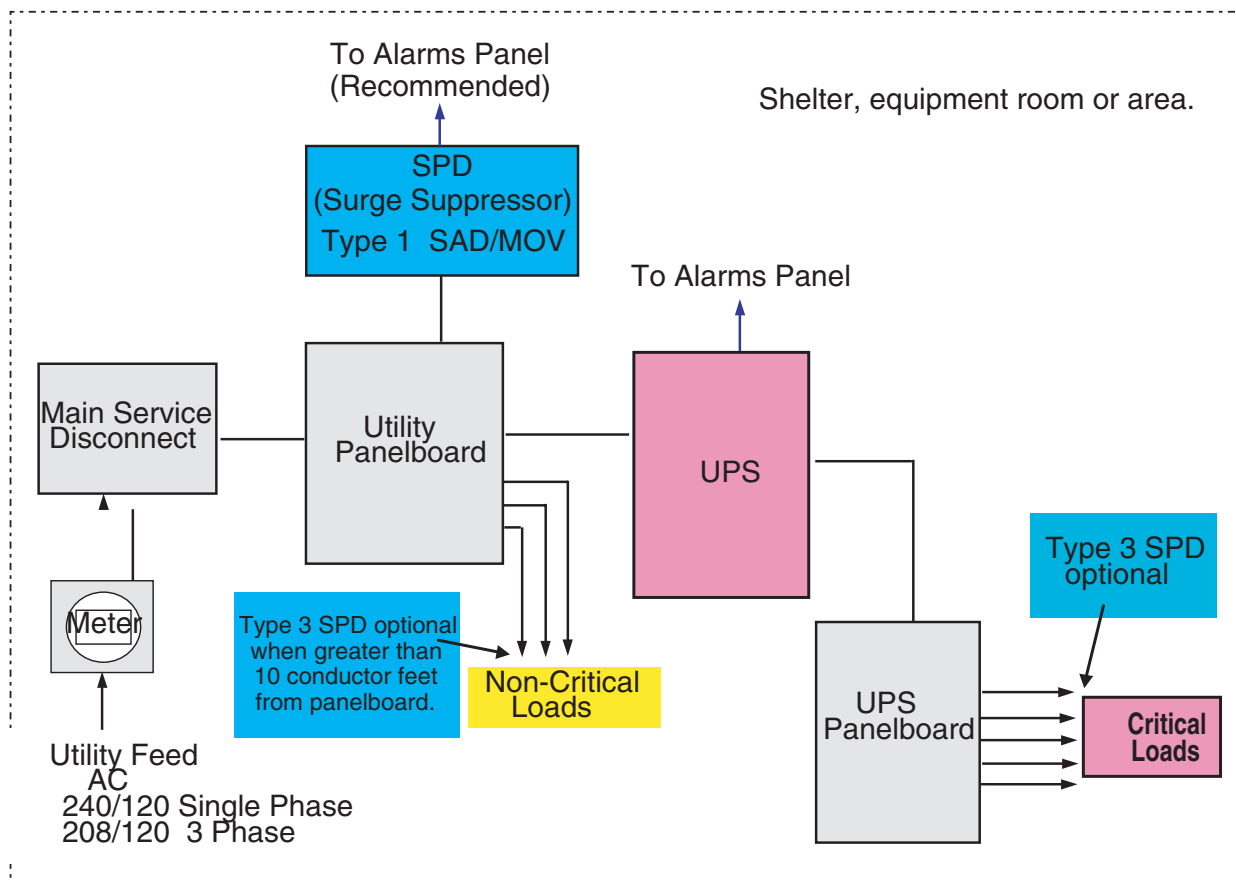 To Alarms Panel
(Recommended)
Shelter, equipment room or area.
SPD
(Surge Suppressor)
Type 1 SAD/MOV
To Alarms Panel
Main Service
Disconnect
Utility
Panelboard
UPS
Type 3 SPD
optional
Meter
Type 3 SPD optional
when greater than
10 conductor feet
from panelboard.
Non-Critical
Loads
UPS
Panelboard
Critical
Loads
Utility Feed
AC
240/120 Single Phase
208/120 3 Phase